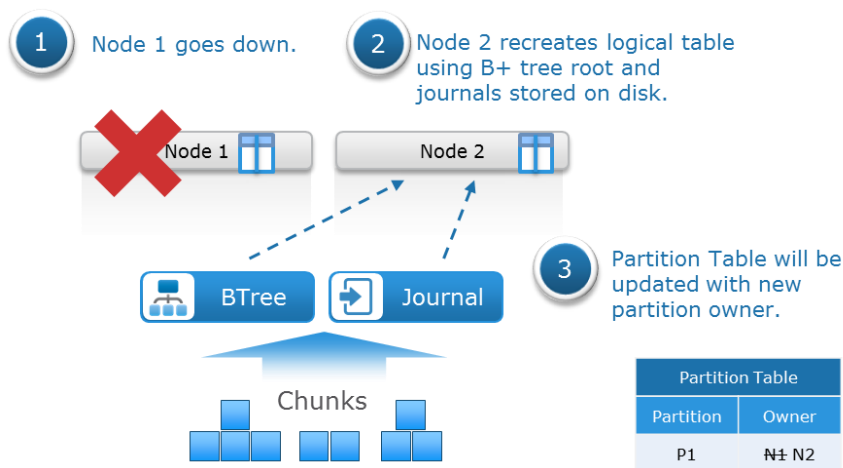 1
Node 1 goes down.
2
Node 2 recreates logical table
using B+ tree root and
journals stored on disk.
Node 1
Node 2
BTree
Journal
3
Partition Table will be
updated with new
partition owner.
Chunks
Partition Table
Partition Owner
P1 N1 N2